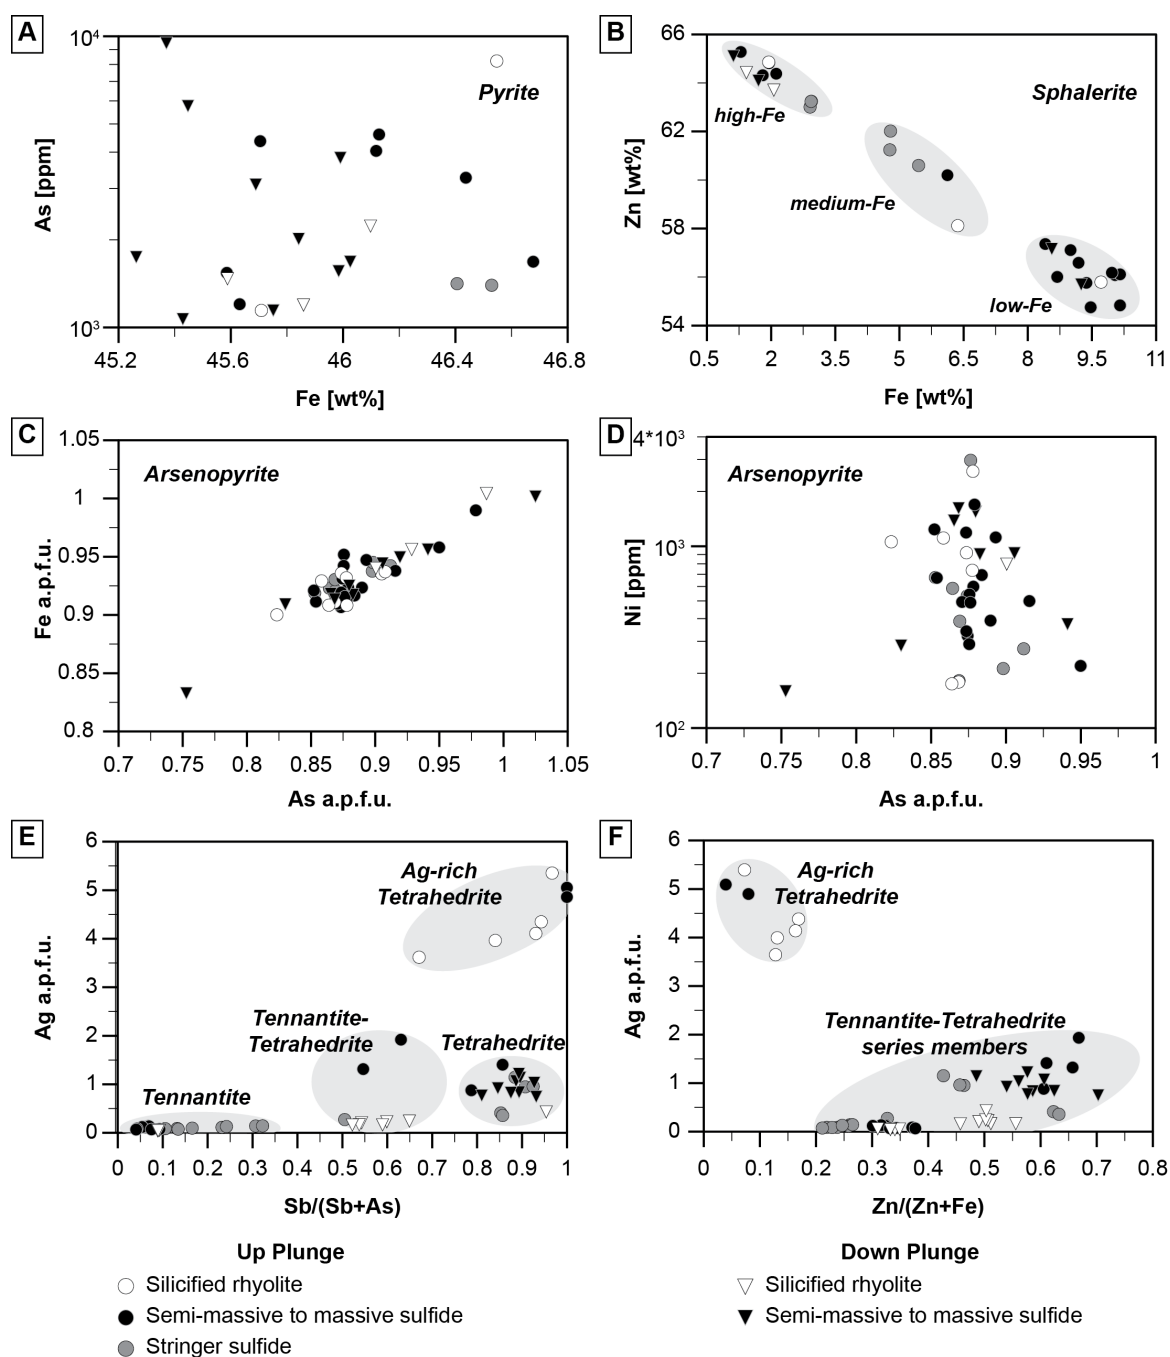 A
10⁴
Pyrite
As [ppm]
10³
45.2 45.6 46 46.4 46.8
Fe [wt%]
B
66
Sphalerite
high-Fe
62
Zn [wt%]
medium-Fe
58
low-Fe
54
0.5 2 3.5 5 6.5 8 9.5 11
Fe [wt%]
C
1.05
Arsenopyrite
1
0.95
Fe a.p.f.u.
0.9
0.85
0.8
0.7 0.75 0.8 0.85 0.9 0.95 1 1.05
As a.p.f.u.
D
4*10³
Arsenopyrite
10³
Ni [ppm]
10²
0.7 0.75 0.8 0.85 0.9 0.95 1
As a.p.f.u.
E
6
Ag-rich
Tetrahedrite
5
4
Ag a.p.f.u.
3
2
Tennantite-
Tetrahedrite
Tetrahedrite
1
Tennantite
0
0 0.1 0.2 0.3 0.4 0.5 0.6 0.7 0.8 0.9 1
Sb/(Sb+As)
F
6
Ag-rich
Tetrahedrite
5
4
Ag a.p.f.u.
3
2
Tennantite-Tetrahedrite
series members
1
0
0 0.1 0.2 0.3 0.4 0.5 0.6 0.7 0.8
Zn/(Zn+Fe)
Up Plunge
Silicified rhyolite
Semi-massive to massive sulfide
Stringer sulfide
Down Plunge
Silicified rhyolite
Semi-massive to massive sulfide